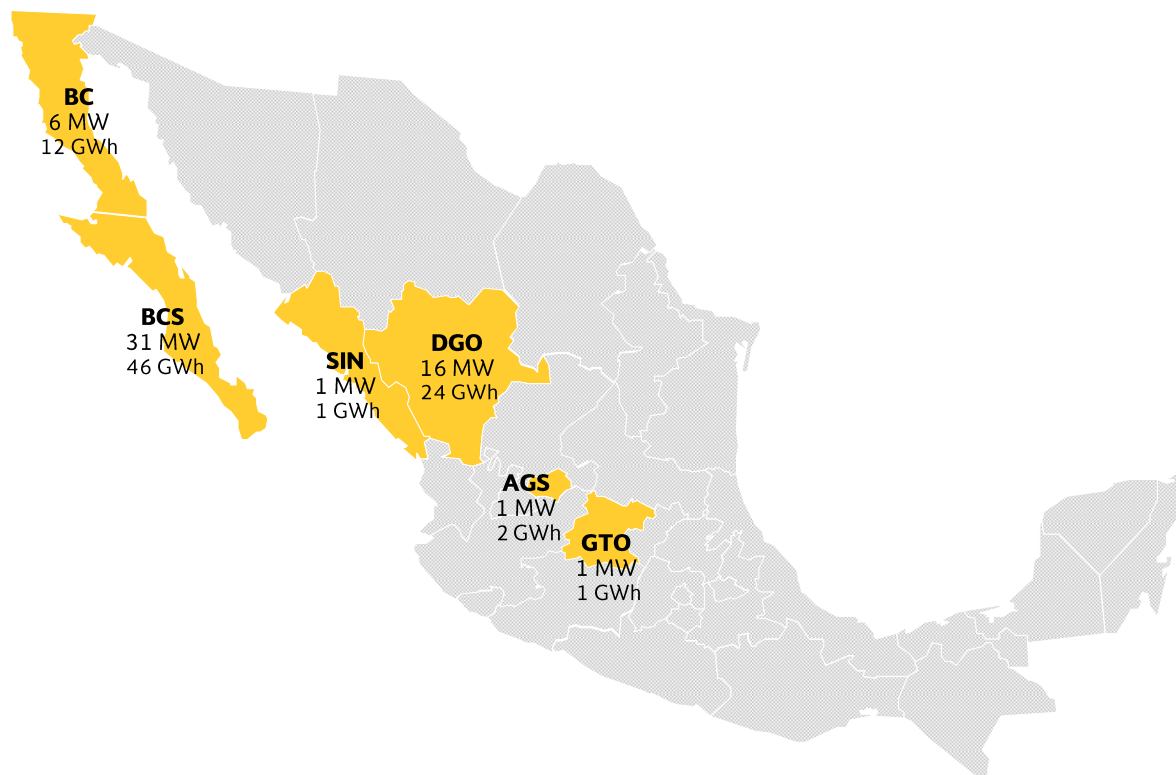 BC
6 MW
12 GWh
BCS
31 MW
46 GWh
SIN
1 MW
1 GWh
DGO
16 MW
24 GWh
AGS
1 MW
2 GWh
GTO
1 MW
1 GWh